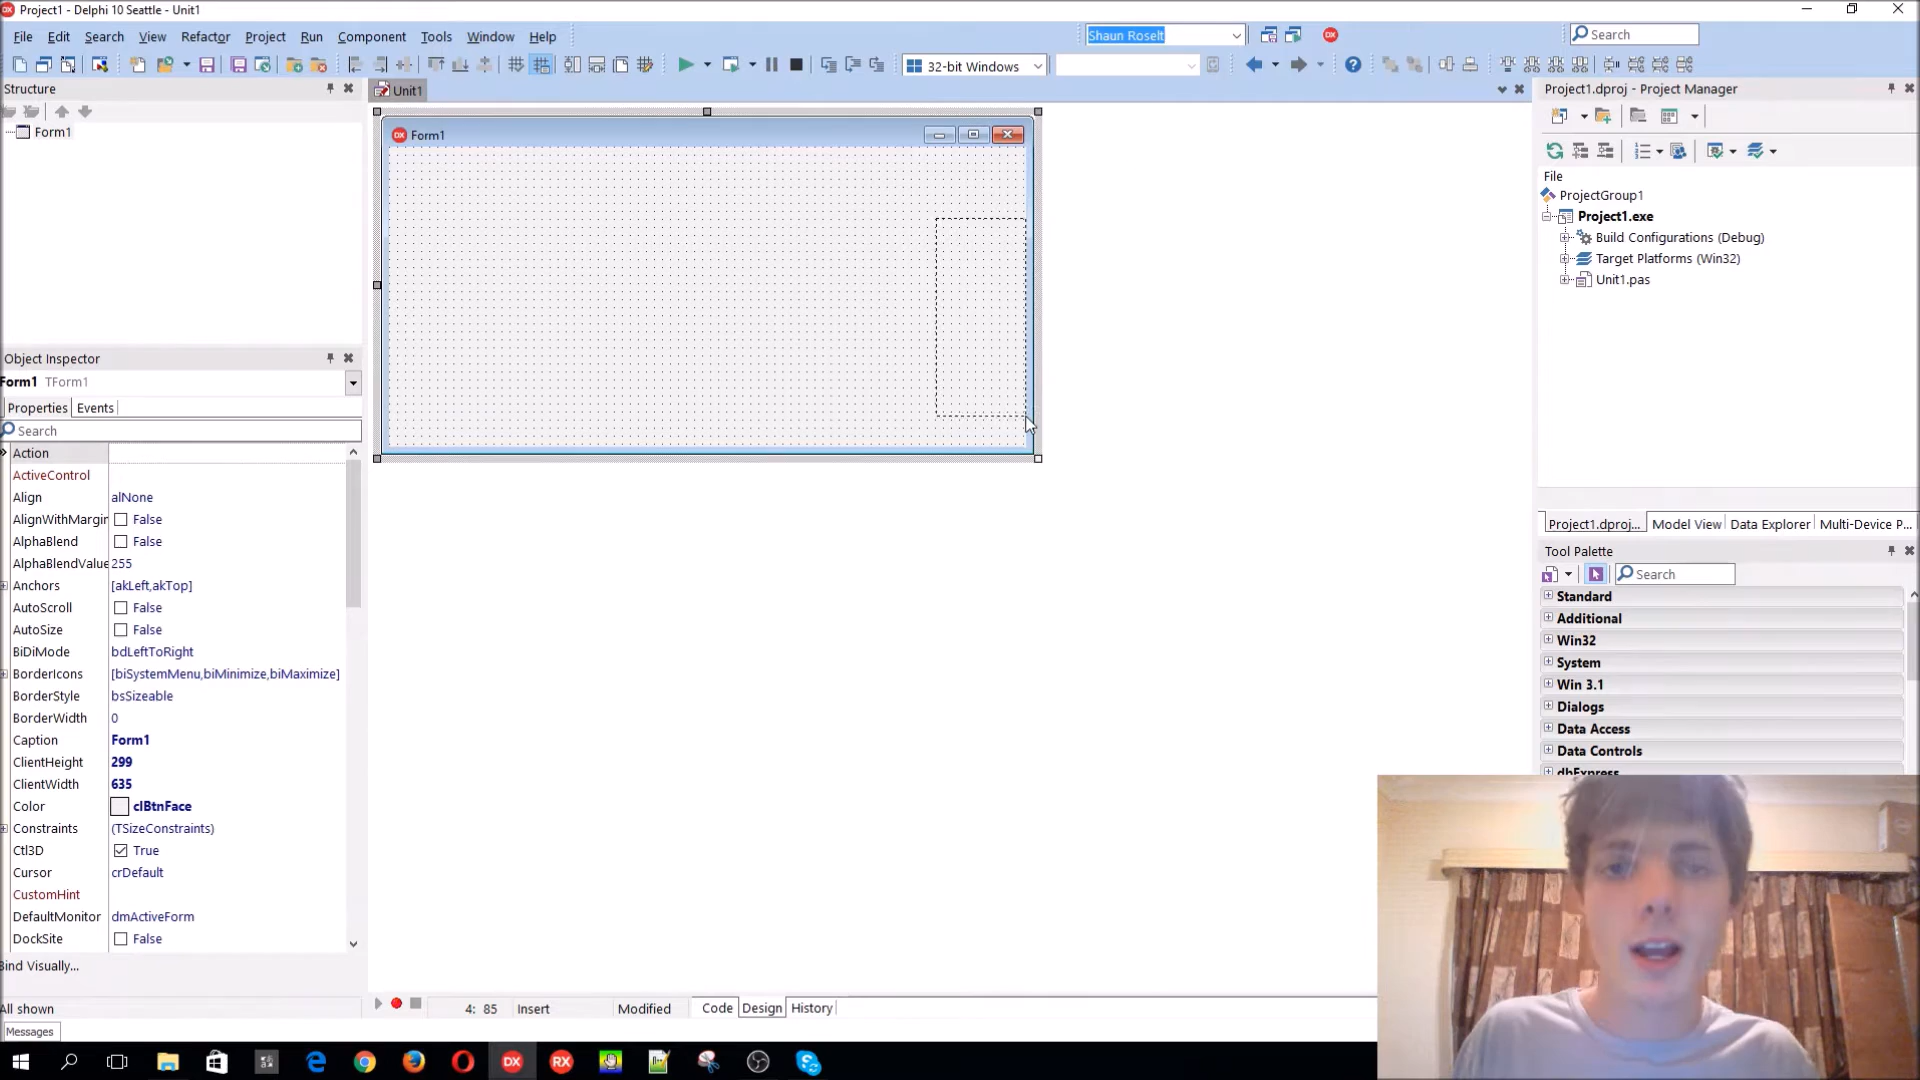 Project1 - Delphi 10 Seattle - Unit1
File Edit Search View Refactor Project Run Component Tools Window Help
Shaun Roselt
Search
32-bit Windows
Structure
Unit1
Form1
Form1
Object Inspector
Form1 TForm1
Properties Events
Search
Action
ActiveControl
Align alNone
AlignWithMargin False
AlphaBlend False
AlphaBlendValue 255
Anchors [akLeft,akTop]
AutoScroll False
AutoSize False
BiDiMode bdLeftToRight
BorderIcons [biSystemMenu,biMinimize,biMaximize]
BorderStyle bsSizeable
BorderWidth 0
Caption Form1
ClientHeight 299
ClientWidth 635
Color clBtnFace
Constraints (TSizeConstraints)
Ctl3D True
Cursor crDefault
CustomHint
DefaultMonitor dmActiveForm
DockSite False
Bind Visually...
All shown
Messages
4: 85 Insert Modified Code Design History
Project1.dproj - Project Manager
File
ProjectGroup1
Project1.exe
Build Configurations (Debug)
Target Platforms (Win32)
Unit1.pas
Project1.dproj... Model View Data Explorer Multi-Device P...
Tool Palette
Search
Standard
Additional
Win32
System
Win 3.1
Dialogs
Data Access
Data Controls
dbExpress
DX
RX